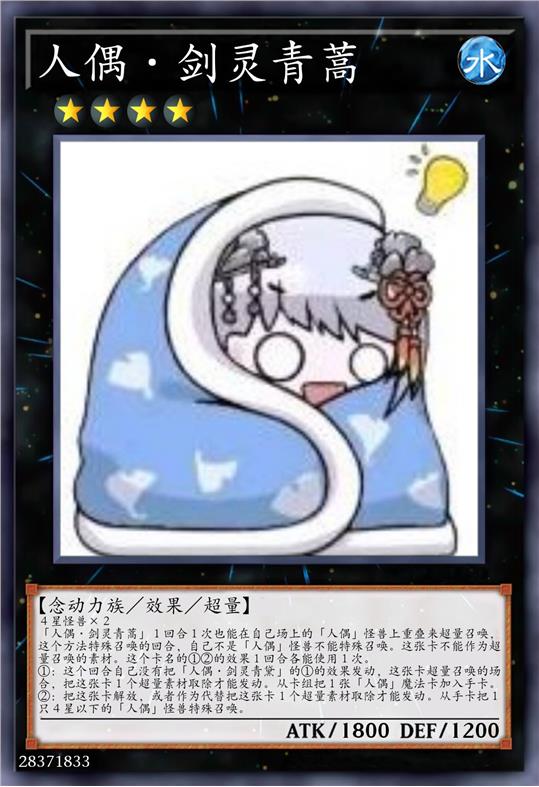 人偶·剑灵青蒿
水
【念动力族／效果／超量】
4星怪兽×2
「人偶·剑灵青蒿」1回合1次也能在自己场上的「人偶」怪兽上重叠来超量召唤，
这个方法特殊召唤的回合，自己不是「人偶」怪兽不能特殊召唤。这张卡不能作为超
量召唤的素材。这个卡名的①②的效果1回合各能使用1次。
①：这个回合自己没有把「人偶·剑灵青黛」的①的效果发动，这张超量召唤的场
合，把这张卡1个超量素材取除才能发动。从卡组把1张「人偶」魔法卡加入手卡。
②：把这张卡解放，或者作为代替把这张卡1个超量素材取除才能发动。从手卡把1
只4星以下的「人偶」怪兽特殊召唤。
ATK/1800 DEF/1200
28371833